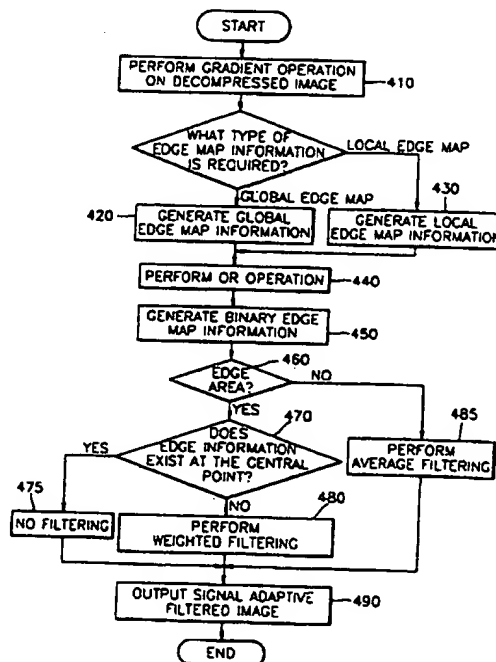 START
PERFORM GRADIENT OPERATION
ON DECOMPRESSED IMAGE
410
WHAT TYPE OF
EDGE MAP INFORMATION
IS REQUIRED?
LOCAL EDGE MAP
GLOBAL EDGE MAP
420
GENERATE GLOBAL
EDGE MAP INFORMATION
430
GENERATE LOCAL
EDGE MAP INFORMATION
PERFORM OR OPERATION
440
GENERATE BINARY EDGE
MAP INFORMATION
450
460
EDGE
AREA?
NO
YES
470
DOES
EDGE INFORMATION
EXIST AT THE CENTRAL
POINT?
YES
NO
485
PERFORM
AVERAGE FILTERING
475
NO FILTERING
480
PERFORM
WEIGHTED FILTERING
OUTPUT SIGNAL ADAPTIVE
FILTERED IMAGE
490
END